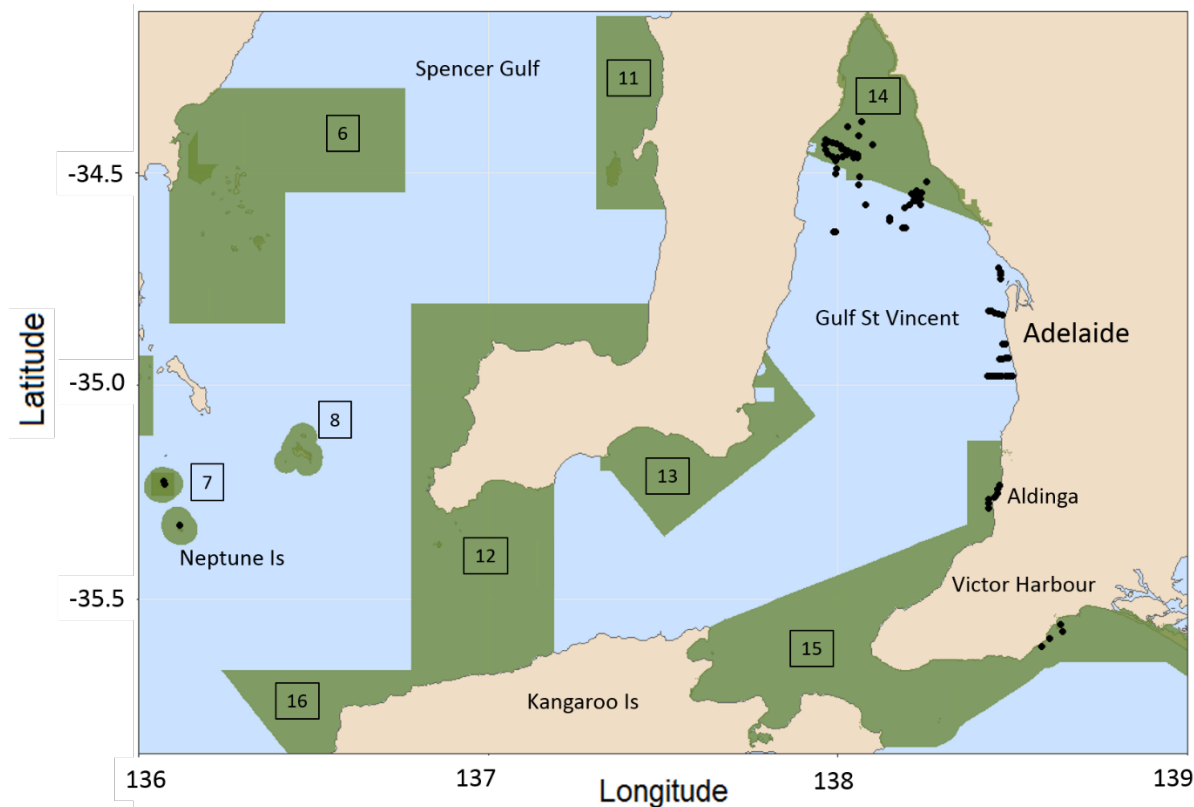 Spencer Gulf
11
14
6
-34.5
Gulf St Vincent
Adelaide
Latitude
-35.0
8
7
13
Aldinga
Neptune Is
12
Victor Harbour
-35.5
15
16
Kangaroo Is
136
137
138
139
Longitude